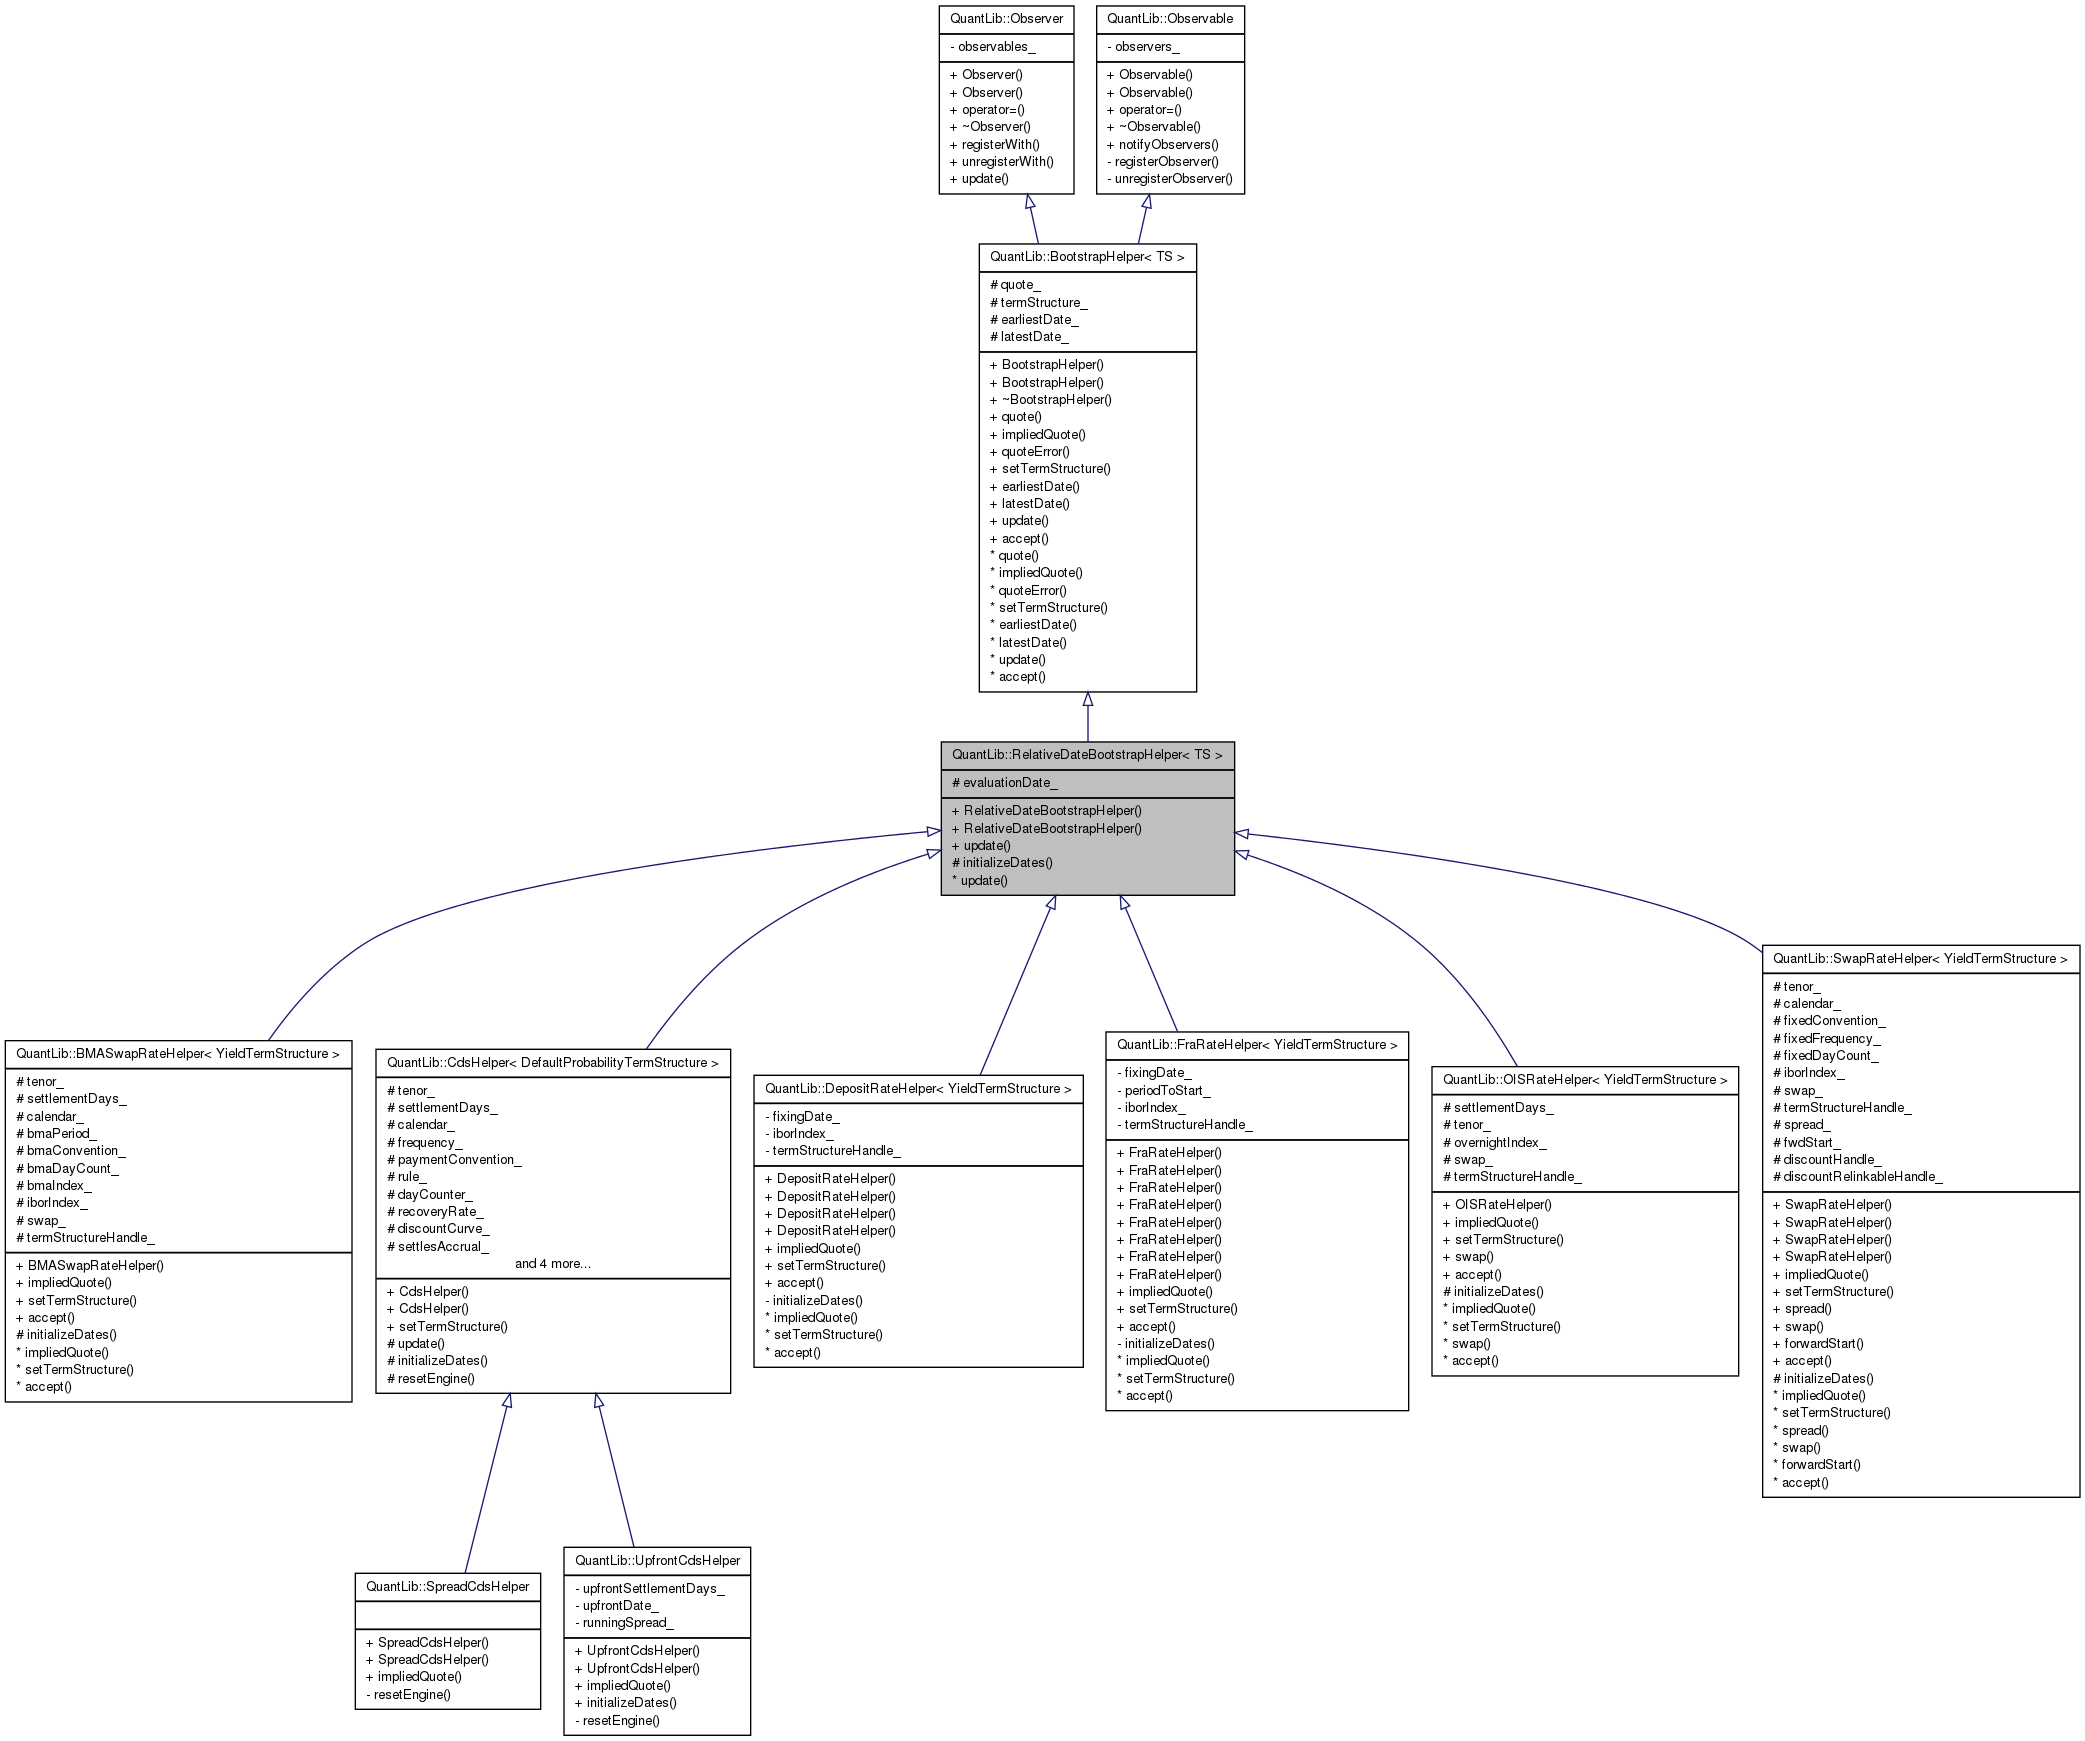 QuantLib::Observer
- observables_
+ Observer()
+ Observer()
+ operator=()
+ ~Observer()
+ registerWith()
+ unregisterWith()
+ update()
QuantLib::Observable
- observers_
+ Observable()
+ Observable()
+ operator=()
+ ~Observable()
+ notifyObservers()
- registerObserver()
- unregisterObserver()
QuantLib::BootstrapHelper< TS >
# quote_
# termStructure_
# earliestDate_
# latestDate_
+ BootstrapHelper()
+ BootstrapHelper()
+ ~BootstrapHelper()
+ quote()
+ impliedQuote()
+ quoteError()
+ setTermStructure()
+ earliestDate()
+ latestDate()
+ update()
+ accept()
* quote()
* impliedQuote()
* quoteError()
* setTermStructure()
* earliestDate()
* latestDate()
* update()
* accept()
QuantLib::RelativeDateBootstrapHelper< TS >
# evaluationDate_
+ RelativeDateBootstrapHelper()
+ RelativeDateBootstrapHelper()
+ update()
# initializeDates()
* update()
QuantLib::BMASwapRateHelper< YieldTermStructure >
# tenor_
# settlementDays_
# calendar_
# bmaPeriod_
# bmaConvention_
# bmaDayCount_
# bmaIndex_
# iborIndex_
# swap_
# termStructureHandle_
+ BMASwapRateHelper()
+ impliedQuote()
+ setTermStructure()
+ accept()
# initializeDates()
* impliedQuote()
* setTermStructure()
* accept()
QuantLib::CdsHelper< DefaultProbabilityTermStructure >
# tenor_
# settlementDays_
# calendar_
# frequency_
# paymentConvention_
# rule_
# dayCounter_
# recoveryRate_
# discountCurve_
# settlesAccrual_
and 4 more...
+ CdsHelper()
+ CdsHelper()
+ setTermStructure()
# update()
# initializeDates()
# resetEngine()
QuantLib::DepositRateHelper< YieldTermStructure >
- fixingDate_
- iborIndex_
- termStructureHandle_
+ DepositRateHelper()
+ DepositRateHelper()
+ DepositRateHelper()
+ DepositRateHelper()
+ impliedQuote()
+ setTermStructure()
+ accept()
- initializeDates()
* impliedQuote()
* setTermStructure()
* accept()
QuantLib::FraRateHelper< YieldTermStructure >
- fixingDate_
- periodToStart_
- iborIndex_
- termStructureHandle_
+ FraRateHelper()
+ FraRateHelper()
+ FraRateHelper()
+ FraRateHelper()
+ FraRateHelper()
+ FraRateHelper()
+ FraRateHelper()
+ FraRateHelper()
+ impliedQuote()
+ setTermStructure()
+ accept()
- initializeDates()
* impliedQuote()
* setTermStructure()
* accept()
QuantLib::OISRateHelper< YieldTermStructure >
# settlementDays_
# tenor_
# overnightIndex_
# swap_
# termStructureHandle_
+ OISRateHelper()
+ impliedQuote()
+ setTermStructure()
+ swap()
+ accept()
# initializeDates()
* impliedQuote()
* setTermStructure()
* swap()
* accept()
QuantLib::SwapRateHelper< YieldTermStructure >
# tenor_
# calendar_
# fixedConvention_
# fixedFrequency_
# fixedDayCount_
# iborIndex_
# swap_
# termStructureHandle_
# spread_
# fwdStart_
# discountHandle_
# discountRelinkableHandle_
+ SwapRateHelper()
+ SwapRateHelper()
+ SwapRateHelper()
+ SwapRateHelper()
+ impliedQuote()
+ setTermStructure()
+ spread()
+ swap()
+ forwardStart()
+ accept()
# initializeDates()
* impliedQuote()
* setTermStructure()
* spread()
* swap()
* forwardStart()
* accept()
QuantLib::SpreadCdsHelper
+ SpreadCdsHelper()
+ SpreadCdsHelper()
+ impliedQuote()
- resetEngine()
QuantLib::UpfrontCdsHelper
- upfrontSettlementDays_
- upfrontDate_
- runningSpread_
+ UpfrontCdsHelper()
+ UpfrontCdsHelper()
+ impliedQuote()
+ initializeDates()
- resetEngine()